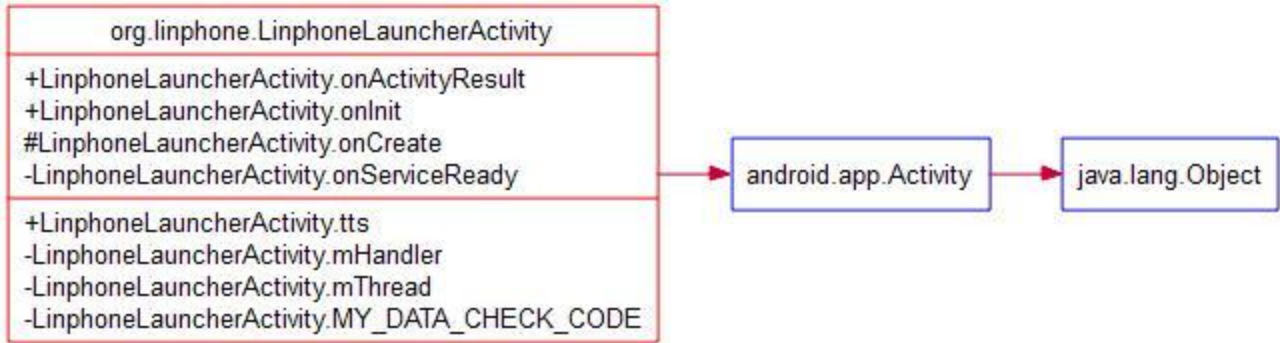 org.linphone.LinphoneLauncherActivity
+LinphoneLauncherActivity.onActivityResult
+LinphoneLauncherActivity.onInit
#LinphoneLauncherActivity.onCreate
-LinphoneLauncherActivity.onServiceReady
+LinphoneLauncherActivity.tts
-LinphoneLauncherActivity.mHandler
-LinphoneLauncherActivity.mThread
-LinphoneLauncherActivity.MY_DATA_CHECK_CODE
android.app.Activity
java.lang.Object